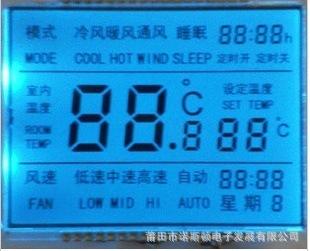 模式 冷风暖风通风 睡眠 88:88h
MODE COOL HOT WIND SLEEP 定时开 定时关
室内温度 88.8°C 设定温度
ROOM TEMP SET TEMP 88°C
风速 低速中速高速 自动 88:88
FAN LOW MID HI AUTO 星期 8
莆田市诺斯顿电子发展有限公司